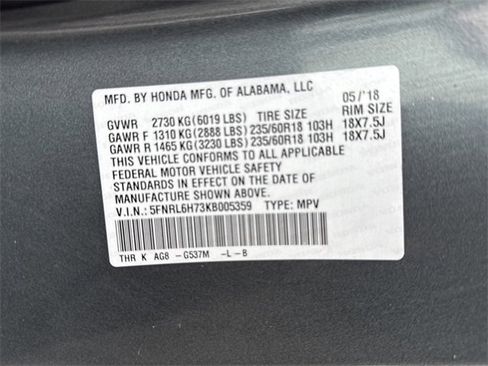 MFD. BY HONDA MFG. OF ALABAMA, LLC 05/'18
GVWR 2730 KG(6019 LBS) TIRE SIZE RIM SIZE
GAWR F 1310 KG(2888 LBS) 235/60R18 103H 18X7.5J
GAWR R 1465 KG(3230 LBS) 235/60R18 103H 18X7.5J
THIS VEHICLE CONFORMS TO ALL APPLICABLE
FEDERAL MOTOR VEHICLE SAFETY
STANDARDS IN EFFECT ON THE DATE OF
MANUFACTURE SHOWN ABOVE.
V.I.N.: 5FNRL6H73KB005359 TYPE: MPV
THR K AG8 -G537M -L-B